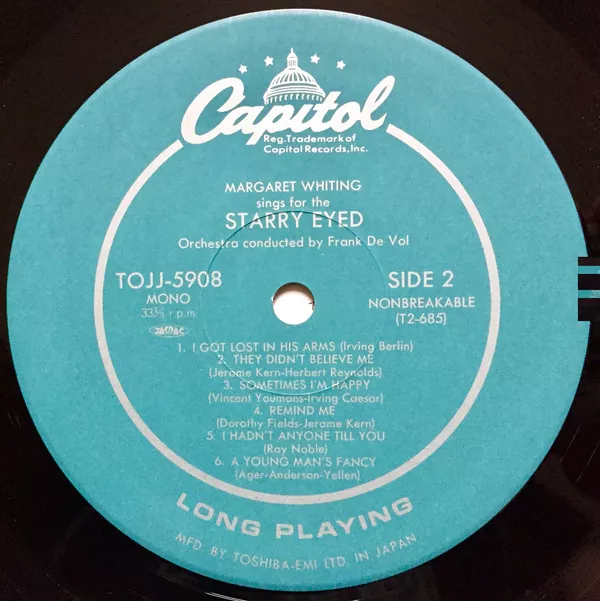 Capitol
Reg. Trademark of
Capitol Records, Inc.
MARGARET WHITING
sings for the
STARRY EYED
Orchestra conducted by Frank De Vol
TOJJ-5908
MONO
33⅓ r.p.m.
JASRAC
SIDE 2
NONBREAKABLE
(T2-685)
1. I GOT LOST IN HIS ARMS (Irving Berlin)
2. THEY DIDN'T BELIEVE ME
(Jerome Kern-Herbert Reynolds)
3. SOMETIMES I'M HAPPY
(Vincent Youmans-Irving Caesar)
4. REMIND ME
(Dorothy Fields-Jerome Kern)
5. I HADN'T ANYONE TILL YOU
(Ray Noble)
6. A YOUNG MAN'S FANCY
(Ager-Anderson-Yellen)
LONG PLAYING
MFD. BY TOSHIBA-EMI LTD. IN JAPAN